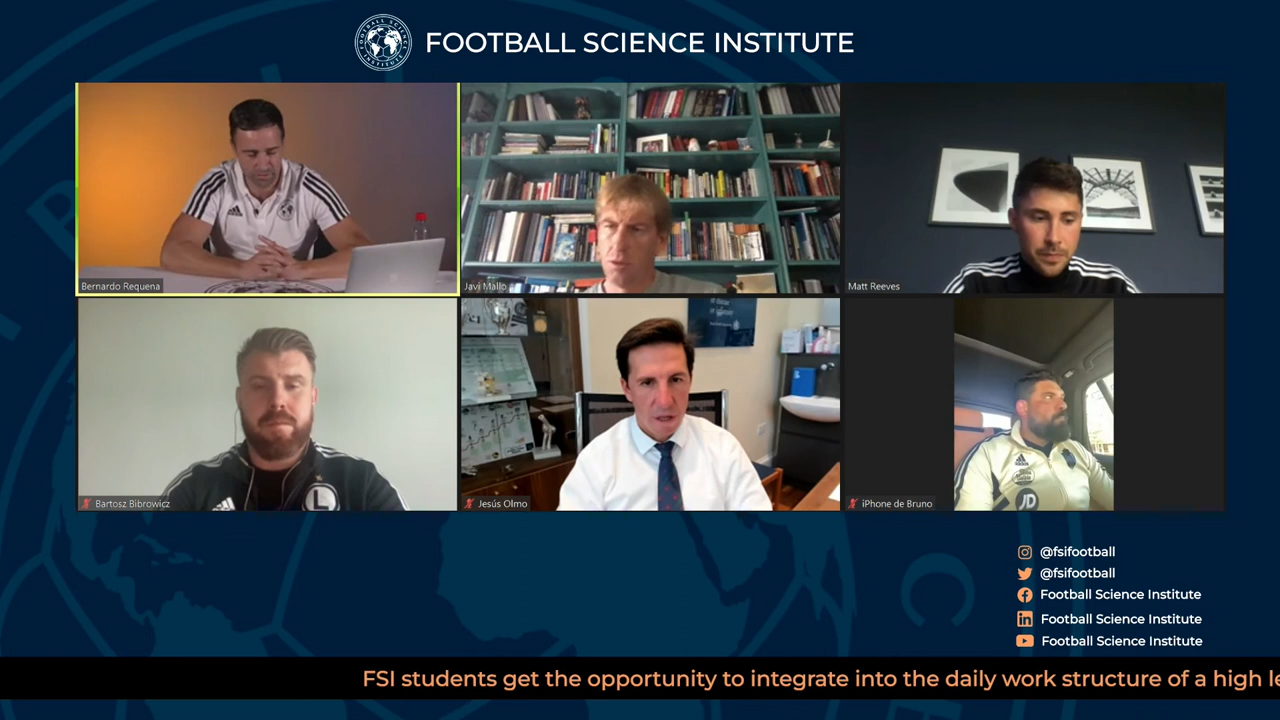 FOOTBALL SCIENCE INSTITUTE
Bernardo Requena
Javi Mallo
Matt Reeves
L
JD
Bartosz Bibrowicz
Jesús Olmo
iPhone de Bruno
@fsifootball
@fsifootball
Football Science Institute
Football Science Institute
Football Science Institute
FSI students get the opportunity to integrate into the daily work structure of a high le